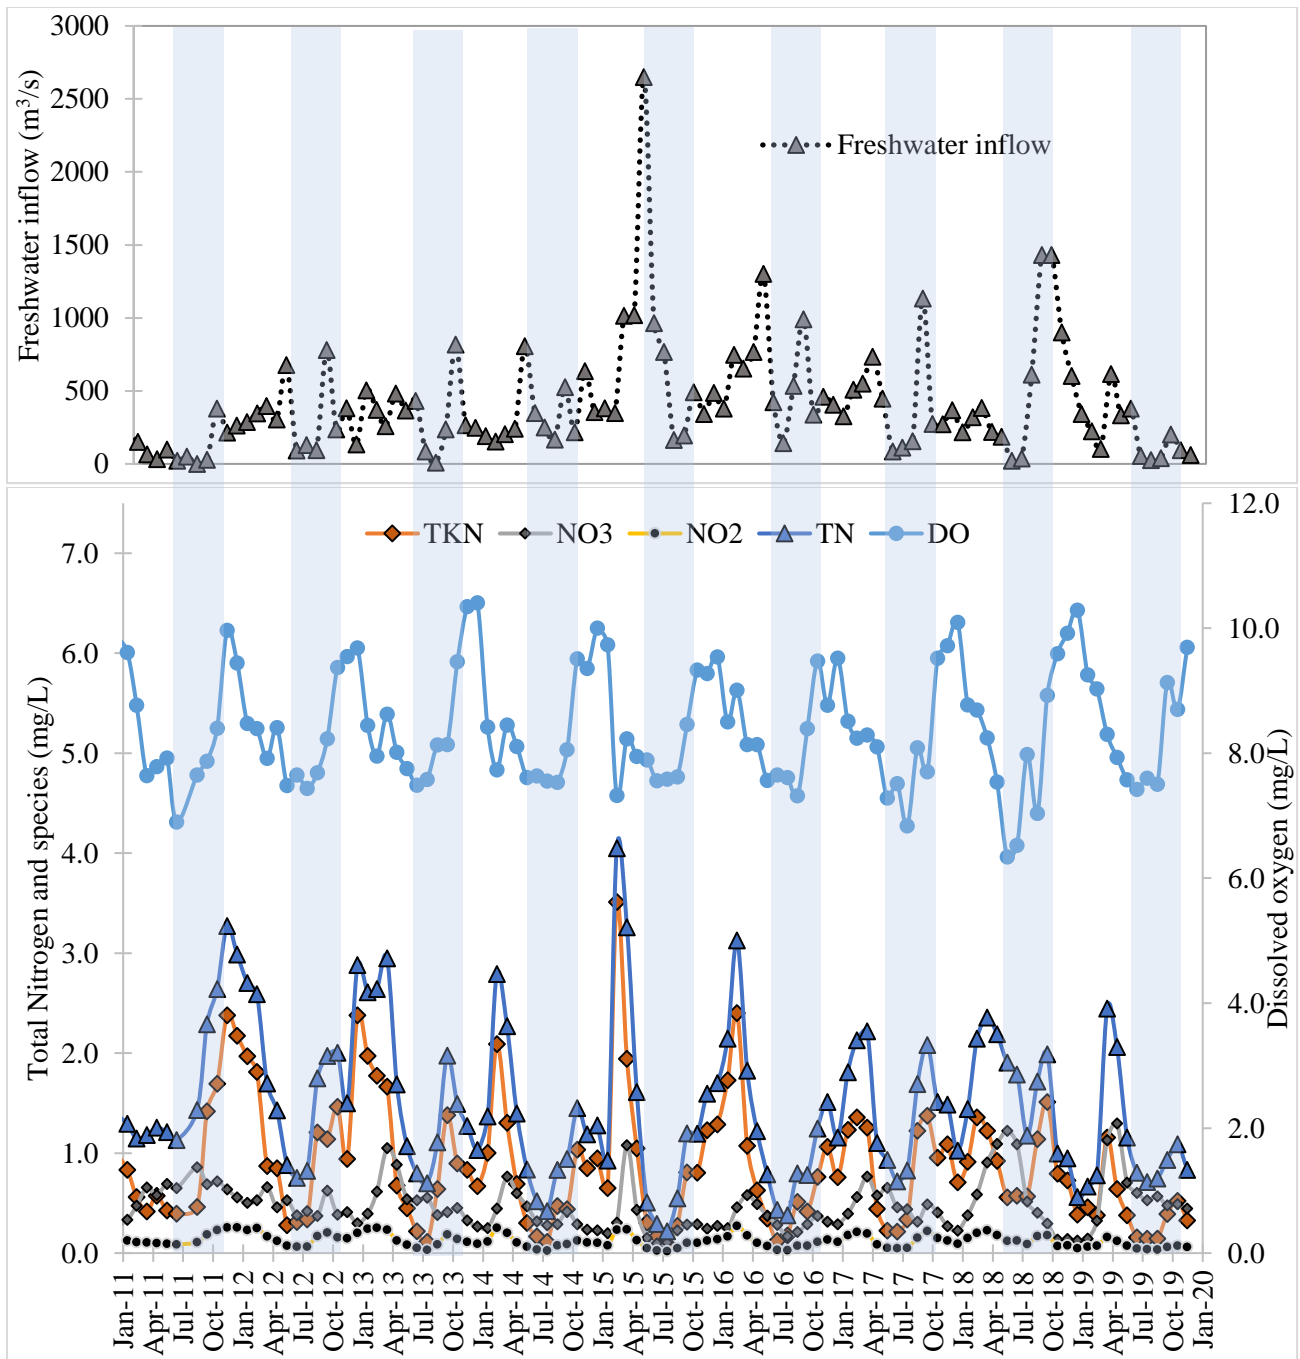 3000
2500
2000
1500
1000
500
0
Freshwater inflow (m³/s)
Freshwater inflow
TKN NO3 NO2 TN DO
7.0
6.0
5.0
4.0
3.0
2.0
1.0
0.0
Total Nitrogen and species (mg/L)
12.0
10.0
8.0
6.0
4.0
2.0
0.0
Dissolved oxygen (mg/L)
Jan-11
Apr-11
Jul-11
Oct-11
Jan-12
Apr-12
Jul-12
Oct-12
Jan-13
Apr-13
Jul-13
Oct-13
Jan-14
Apr-14
Jul-14
Oct-14
Jan-15
Apr-15
Jul-15
Oct-15
Jan-16
Apr-16
Jul-16
Oct-16
Jan-17
Apr-17
Jul-17
Oct-17
Jan-18
Apr-18
Jul-18
Oct-18
Jan-19
Apr-19
Jul-19
Oct-19
Jan-20